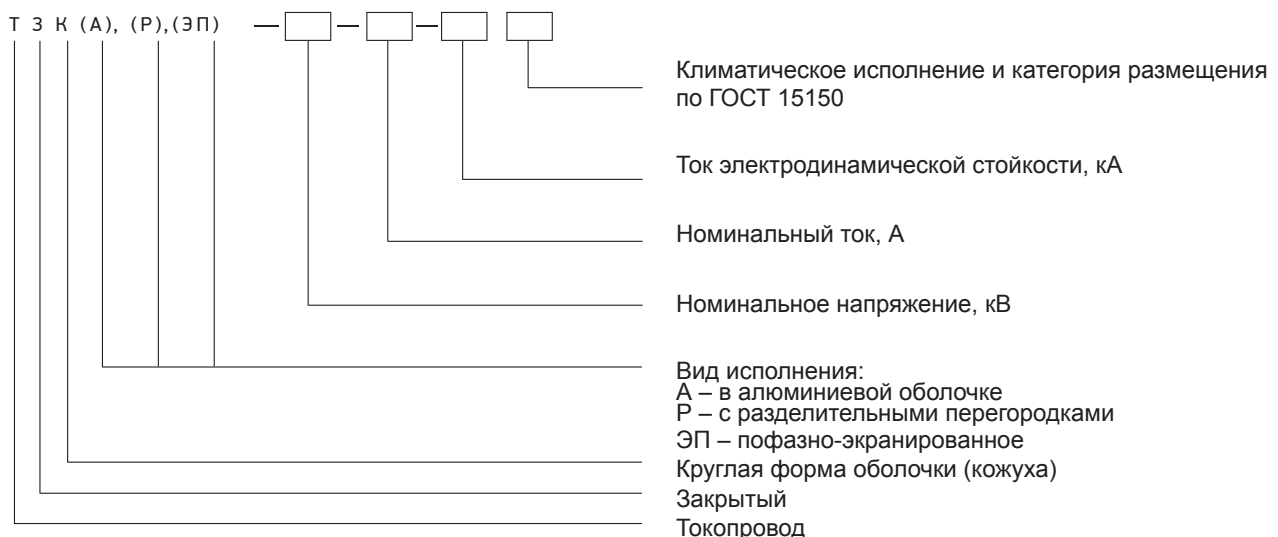 Т З К (А), (Р),(ЭП) — — —
Климатическое исполнение и категория размещения
по ГОСТ 15150
Ток электродинамической стойкости, кА
Номинальный ток, А
Номинальное напряжение, кВ
Вид исполнения:
А – в алюминиевой оболочке
Р – с разделительными перегородками
ЭП – пофазно-экранированное
Круглая форма оболочки (кожуха)
Закрытый
Токопровод